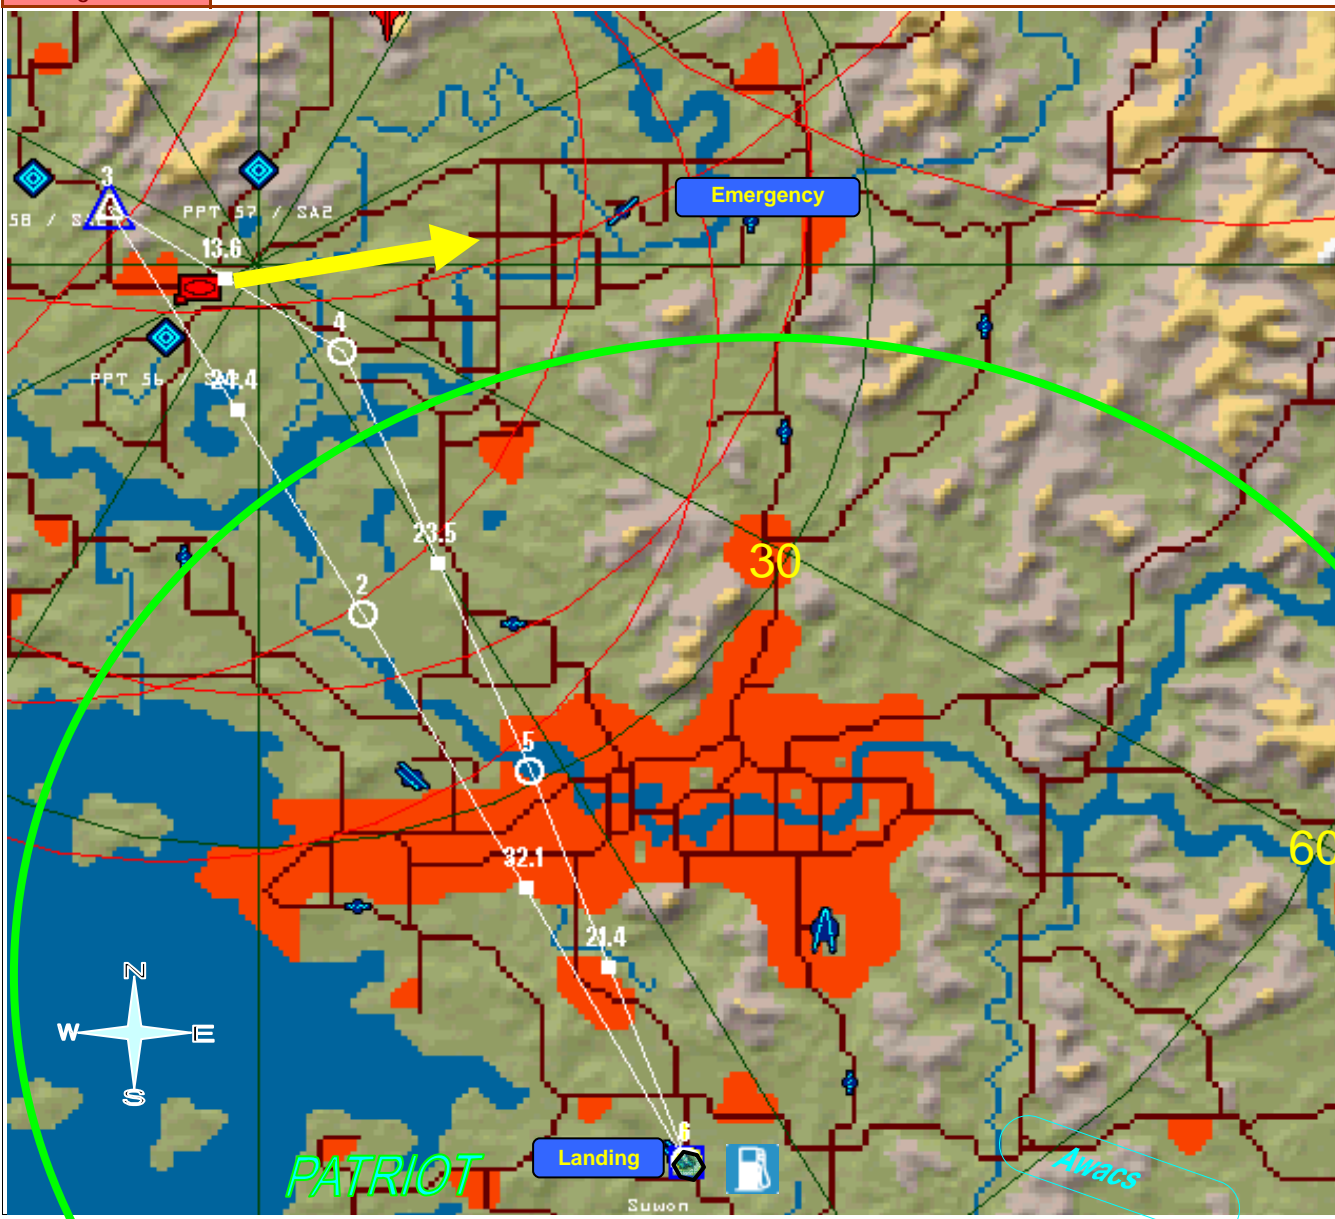 3
Emergency
58 / S
PPT 57 / SA2
13.6
4
PPT 56 /
24.4
30
23.5
2
5
60
32.1
21.4
N
W
E
S
6
Landing
PATRIOT
Awacs
Suwon